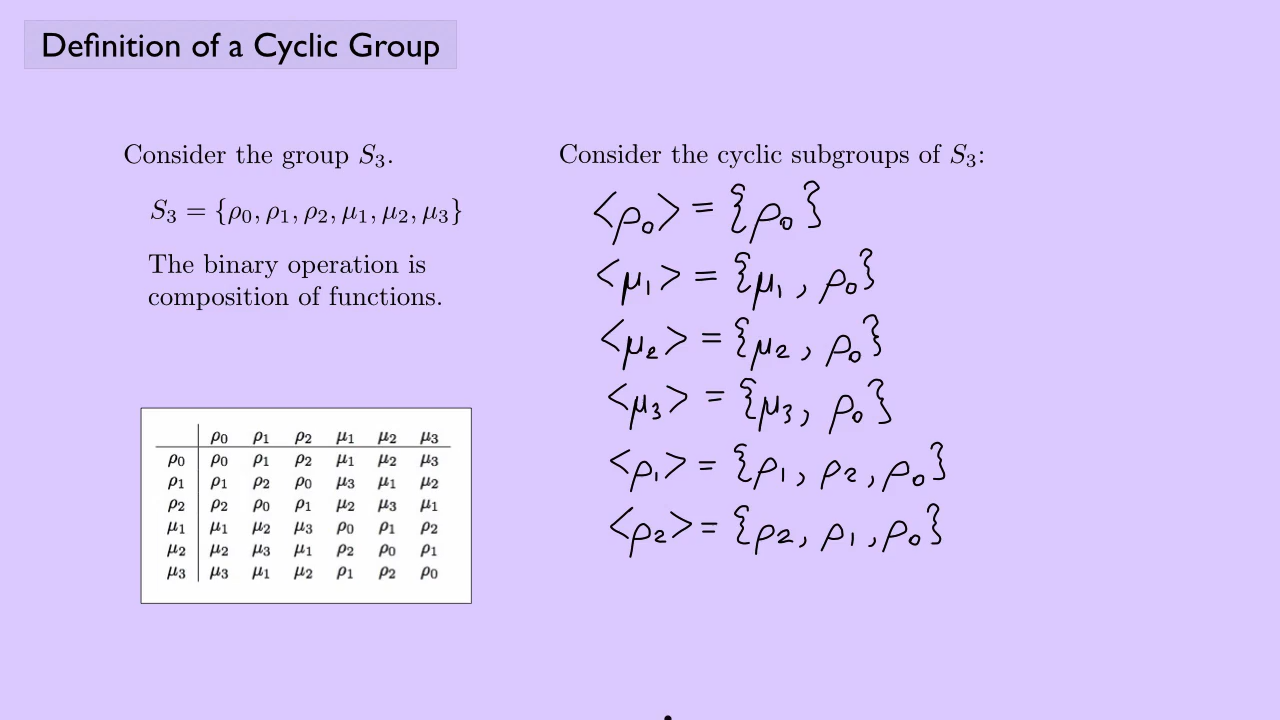 Definition of a Cyclic Group
Consider the group S₃.
S₃ = {ρ₀, ρ₁, ρ₂, μ₁, μ₂, μ₃}
The binary operation is
composition of functions.
ρ₀ ρ₁ ρ₂ μ₁ μ₂ μ₃
ρ₀ ρ₀ ρ₁ ρ₂ μ₁ μ₂ μ₃
ρ₁ ρ₁ ρ₂ ρ₀ μ₃ μ₁ μ₂
ρ₂ ρ₂ ρ₀ ρ₁ μ₂ μ₃ μ₁
μ₁ μ₁ μ₂ μ₃ ρ₀ ρ₁ ρ₂
μ₂ μ₂ μ₃ μ₁ ρ₂ ρ₀ ρ₁
μ₃ μ₃ μ₁ μ₂ ρ₁ ρ₂ ρ₀
Consider the cyclic subgroups of S₃:
<ρ₀> = {ρ₀}
<μ₁> = {μ₁, ρ₀}
<μ₂> = {μ₂, ρ₀}
<μ₃> = {μ₃, ρ₀}
<ρ₁> = {ρ₁, ρ₂, ρ₀}
<ρ₂> = {ρ₂, ρ₁, ρ₀}